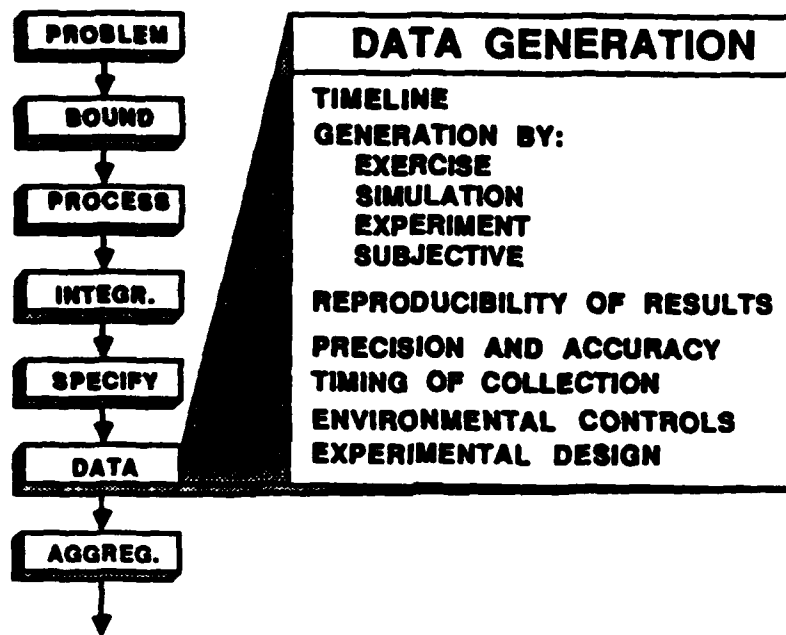 PROBLEM
BOUND
PROCESS
INTEGR.
SPECIFY
DATA
AGGREG.
DATA GENERATION
TIMELINE
GENERATION BY:
EXERCISE
SIMULATION
EXPERIMENT
SUBJECTIVE
REPRODUCIBILITY OF RESULTS
PRECISION AND ACCURACY
TIMING OF COLLECTION
ENVIRONMENTAL CONTROLS
EXPERIMENTAL DESIGN